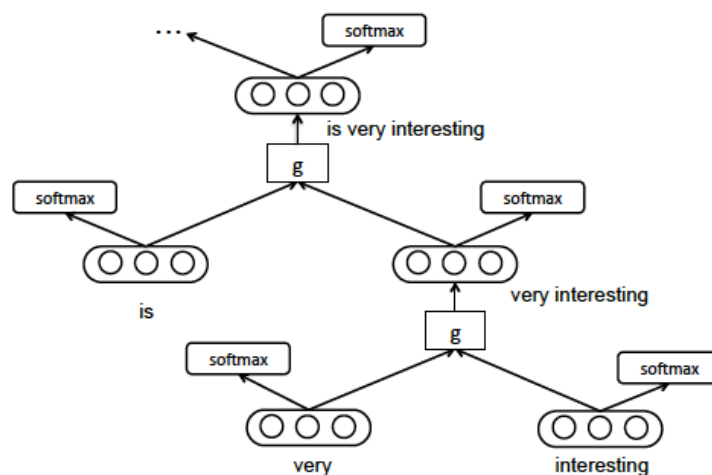 ...
softmax
is very interesting
g
softmax
softmax
is
very interesting
g
softmax
softmax
very
interesting